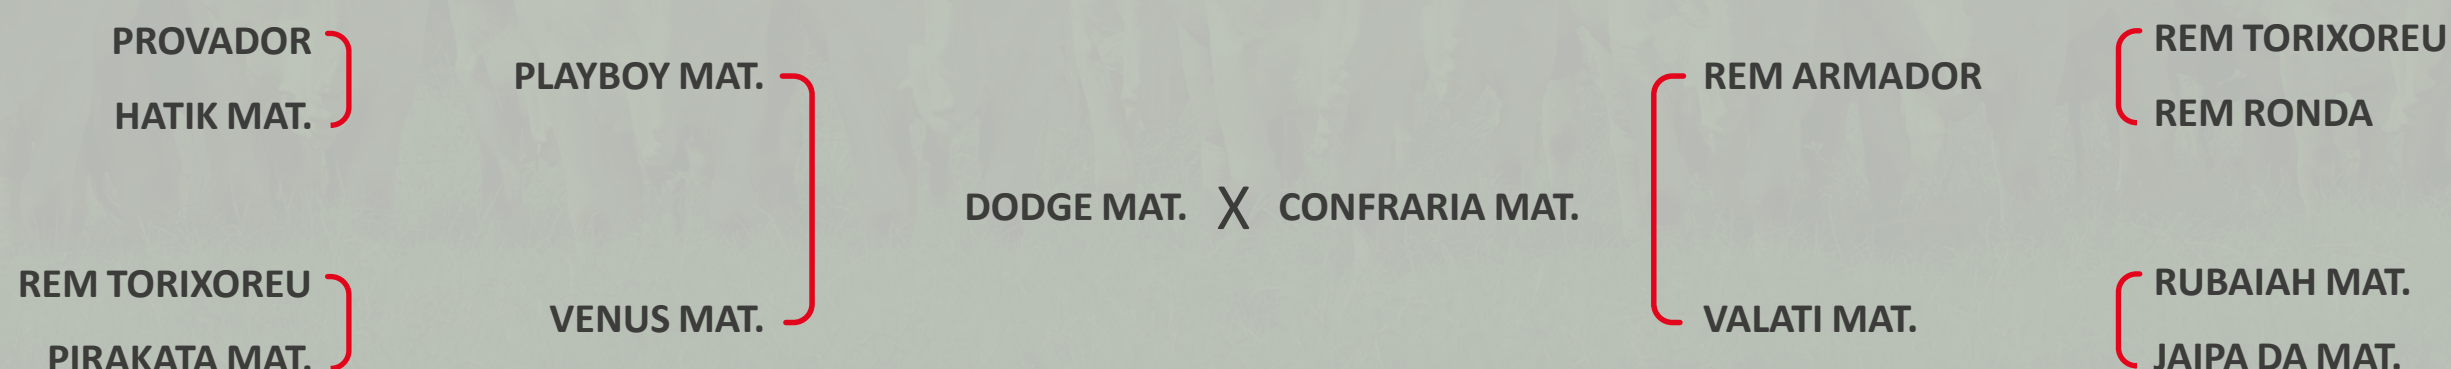 PROVADOR
HATIK MAT.
PLAYBOY MAT.
REM TORIXOREU
PIRAKATA MAT.
VENUS MAT.
DODGE MAT. X CONFRARIA MAT.
REM ARMADOR
REM TORIXOREU
REM RONDA
VALATI MAT.
RUBAIAH MAT.
JAIPA DA MAT.